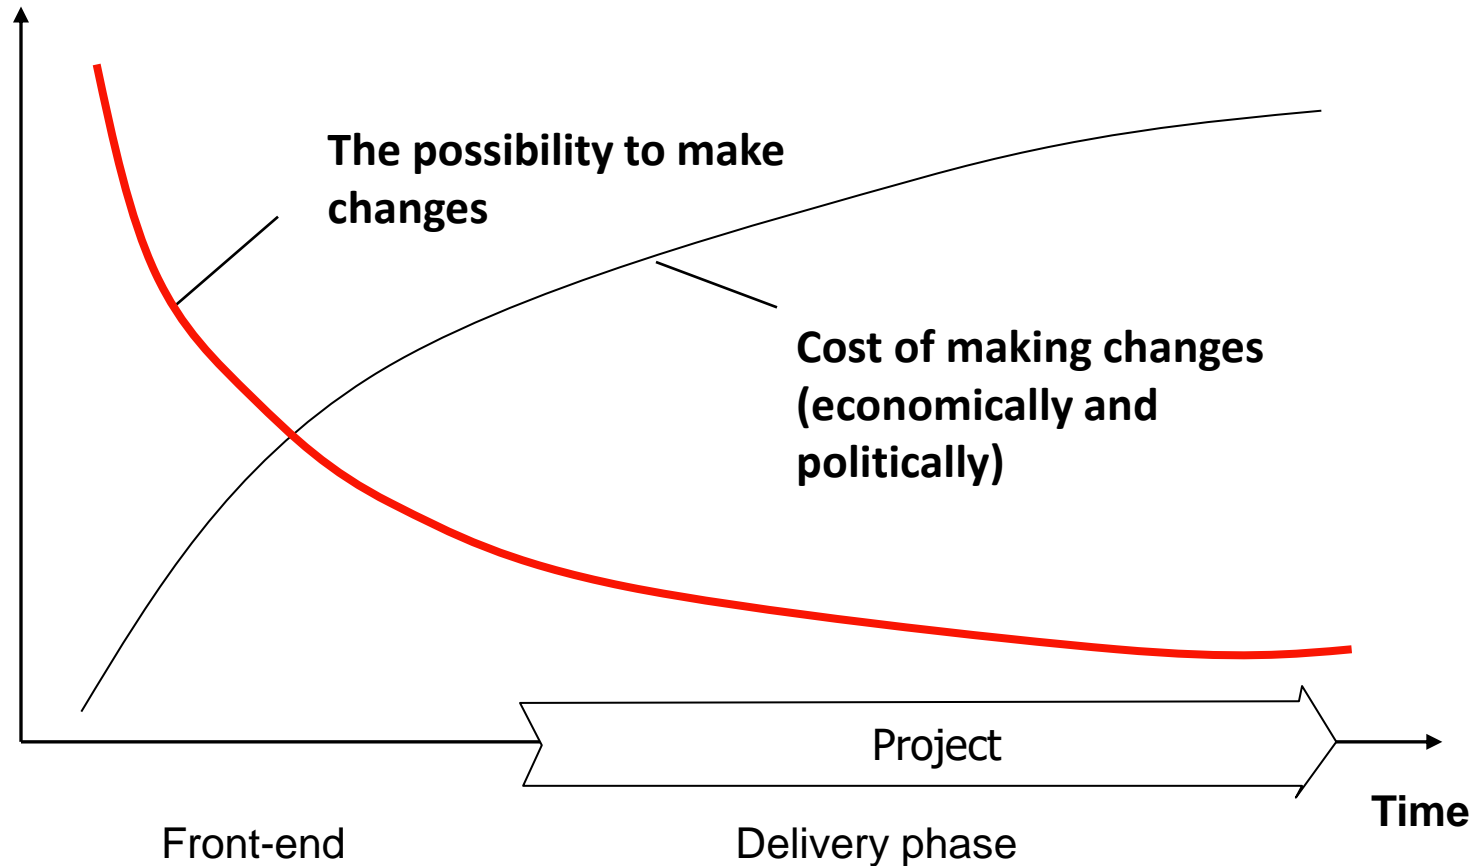 The possibility to make
changes
Cost of making changes
(economically and
politically)
Project
Time
Front-end
Delivery phase